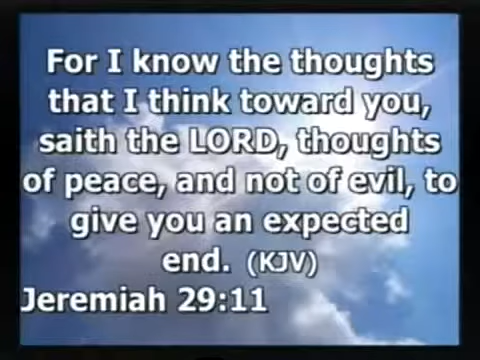 For I know the thoughts
that I think toward you,
saith the LORD, thoughts
of peace, and not of evil, to
give you an expected
end. (KJV)
Jeremiah 29:11